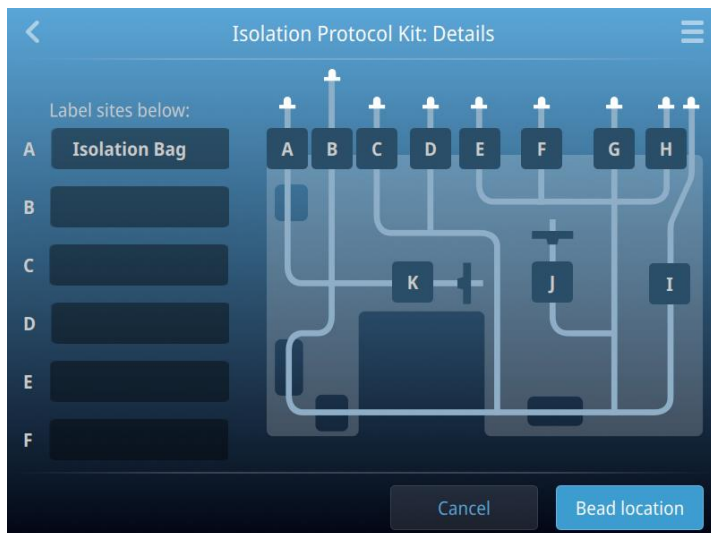 Isolation Protocol Kit: Details
Label sites below:
A Isolation Bag
B
C
D
E
F
A B C D E F G H
K J I
Cancel Bead location